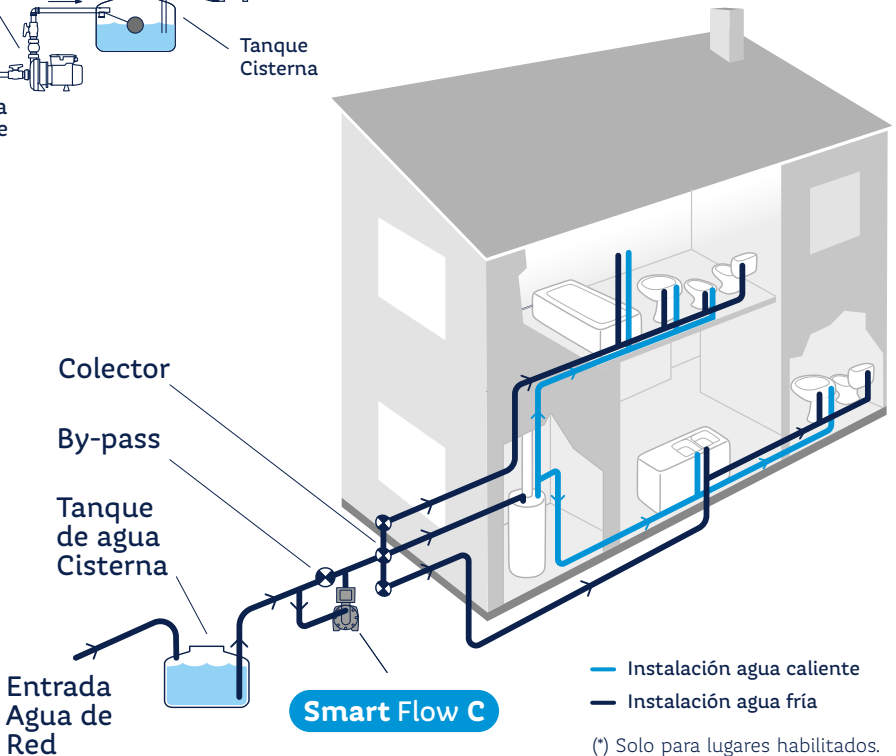 Tanque
Cisterna
a
e
Colector
By-pass
Tanque
de agua
Cisterna
Entrada
Agua de
Red
Smart Flow C
Instalación agua caliente
Instalación agua fría
(*) Solo para lugares habilitados.